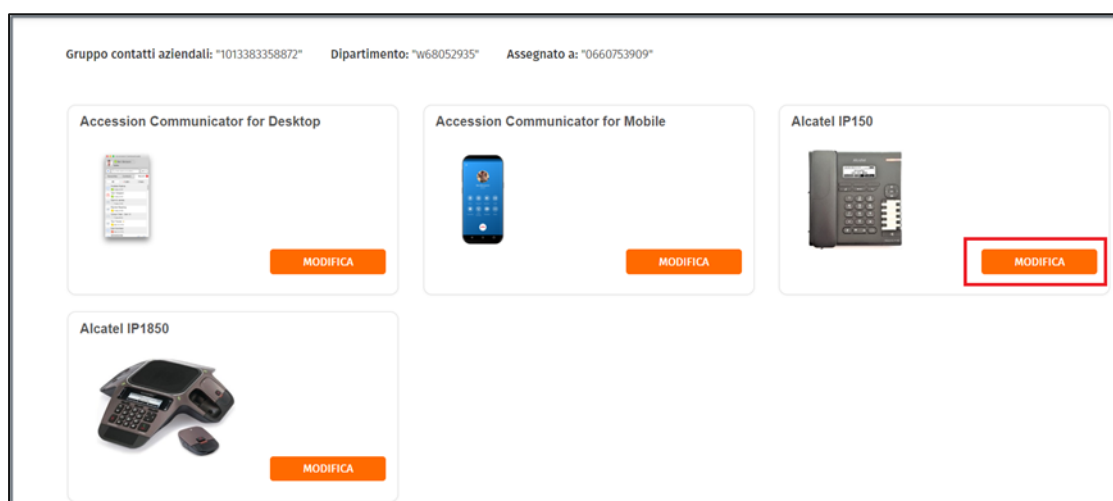 Gruppo contatti aziendali: "1013383358872" Dipartimento: "w68052935" Assegnato a: "0660753909"
Accession Communicator for Desktop
Accession Communicator for Mobile
Alcatel IP150
MODIFICA
MODIFICA
MODIFICA
Alcatel IP1850
MODIFICA